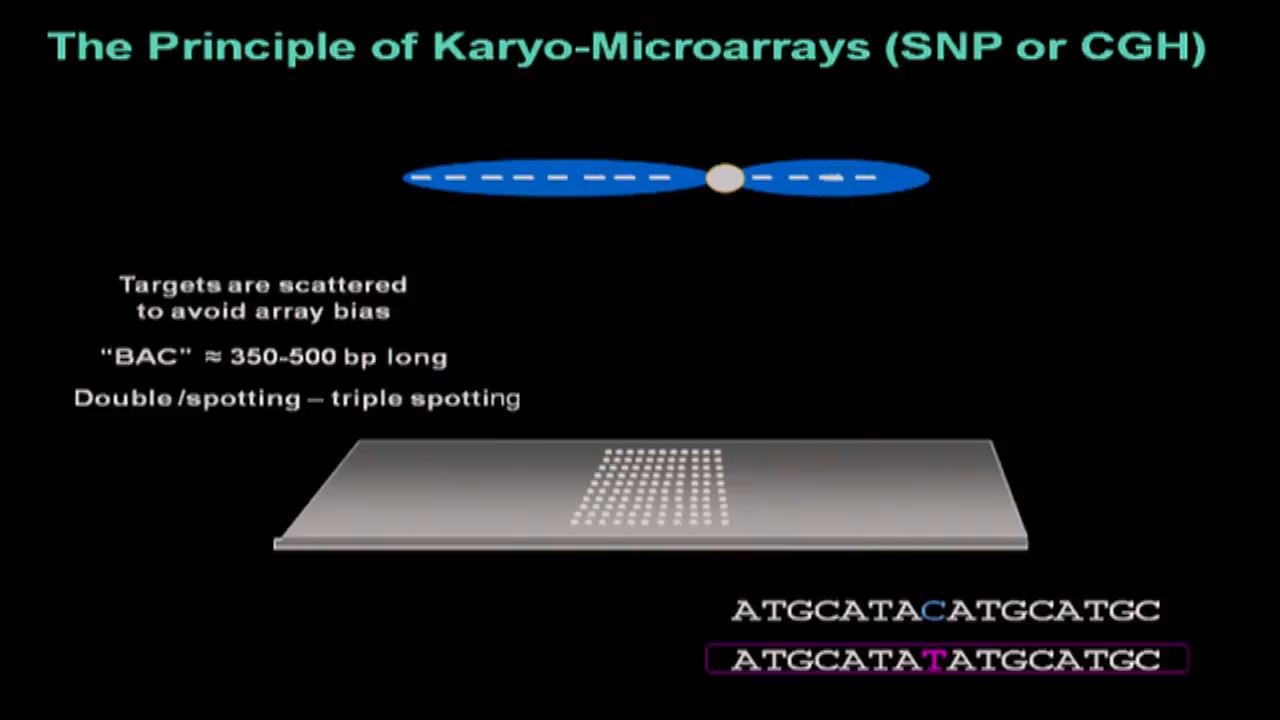 The Principle of Karyo-Microarrays (SNP or CGH)
Targets are scattered
to avoid array bias
“BAC” ≈ 350-500 bp long
Double /spotting – triple spotting
ATGCATACATGCATGC
ATGCATATATGCATGC